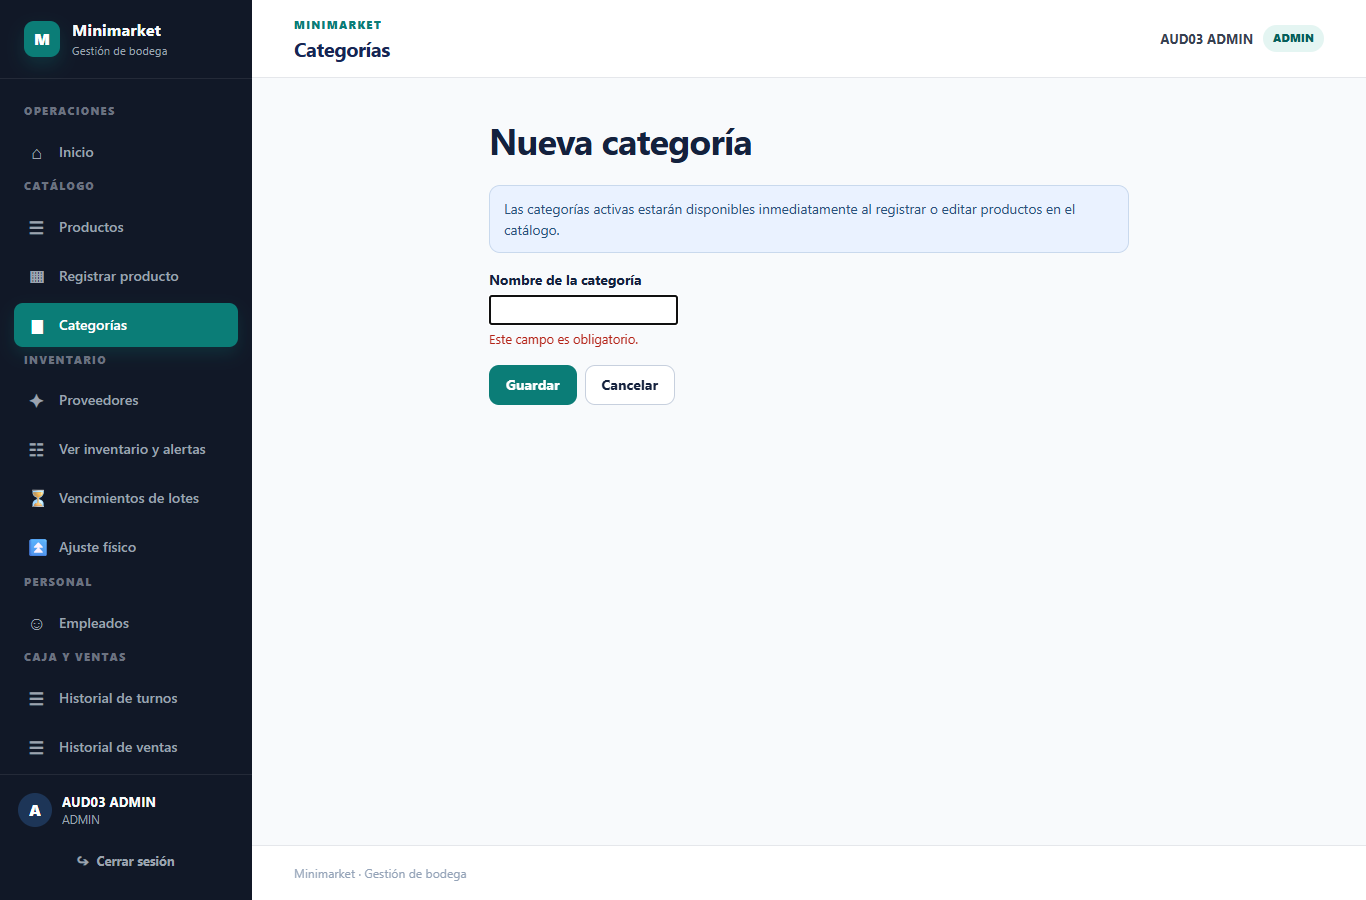 M
Minimarket
Gestión de bodega
OPERACIONES
Inicio
CATÁLOGO
Productos
Registrar producto
Categorías
INVENTARIO
Proveedores
Ver inventario y alertas
Vencimientos de lotes
Ajuste físico
PERSONAL
Empleados
CAJA Y VENTAS
Historial de turnos
Historial de ventas
A
AUD03 ADMIN
ADMIN
Cerrar sesión
MINIMARKET
Categorías
AUD03 ADMIN
ADMIN
Nueva categoría
Las categorías activas estarán disponibles inmediatamente al registrar o editar productos en el
catálogo.
Nombre de la categoría
Este campo es obligatorio.
Guardar
Cancelar
Minimarket · Gestión de bodega